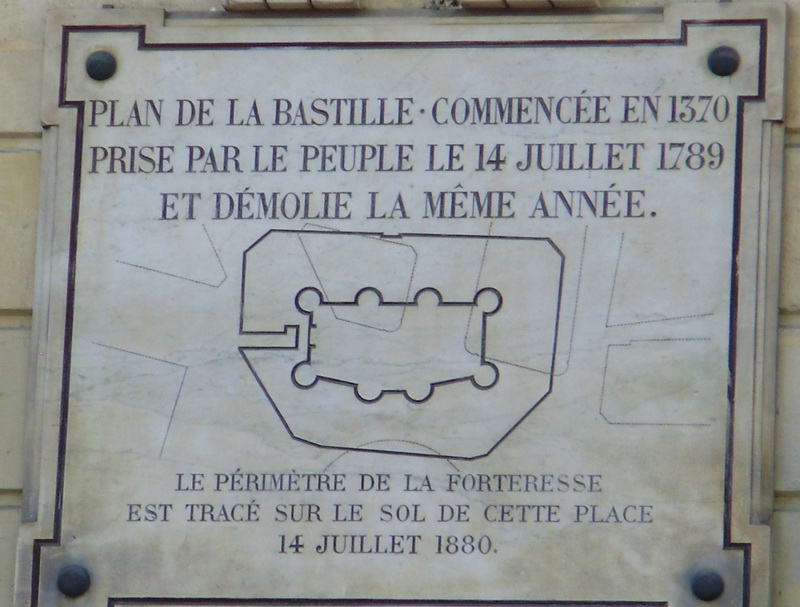 PLAN DE LA BASTILLE · COMMENCÉE EN 1370
PRISE PAR LE PEUPLE LE 14 JUILLET 1789
ET DÉMOLIE LA MÊME ANNÉE.
LE PÉRIMÈTRE DE LA FORTERESSE
EST TRACÉ SUR LE SOL DE CETTE PLACE
14 JUILLET 1880.